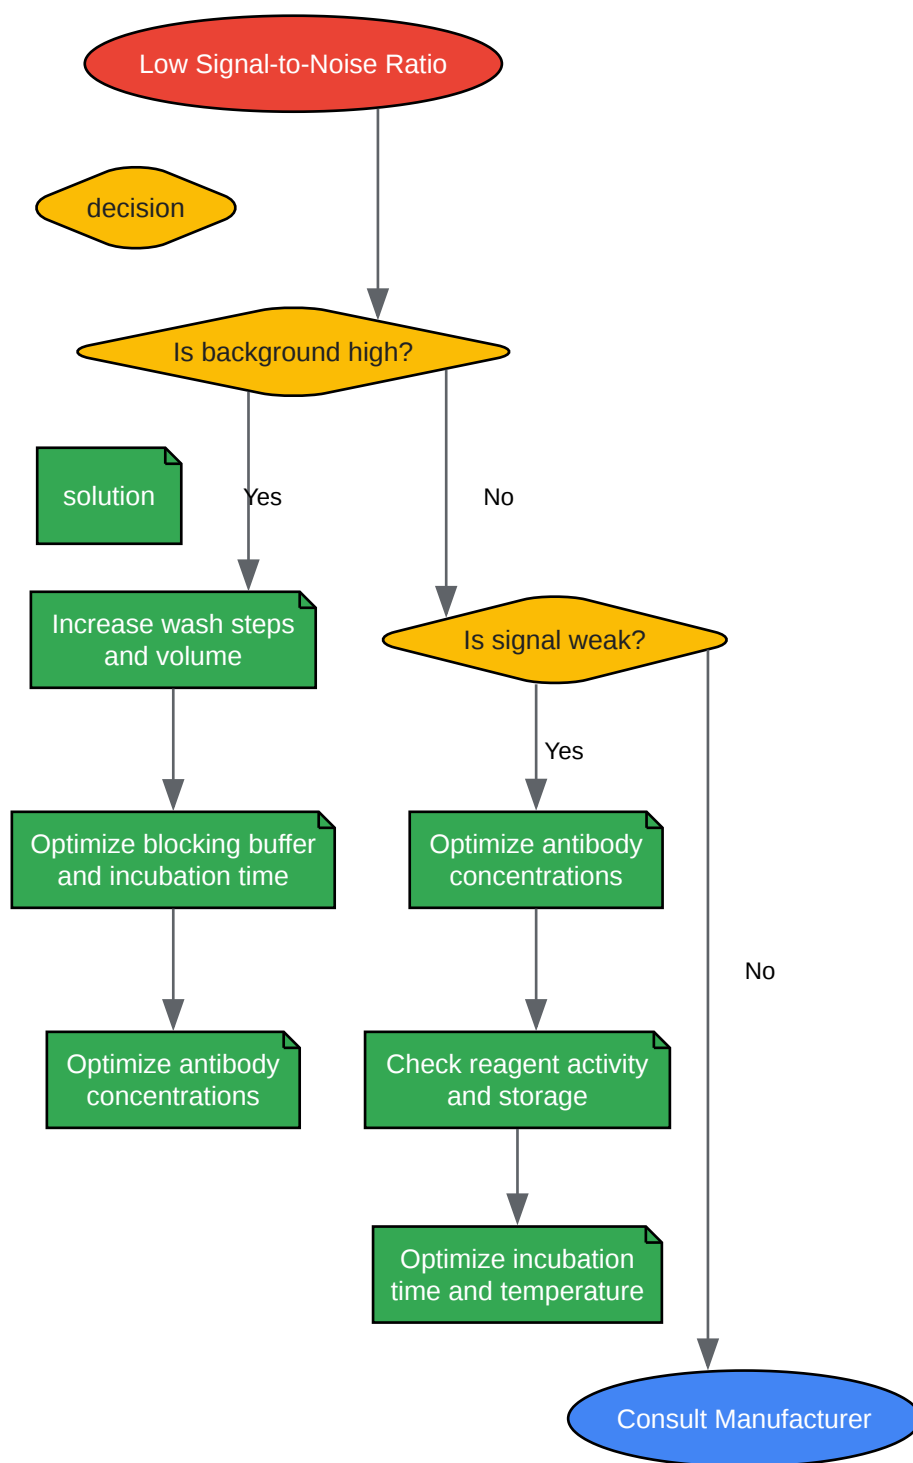 Low Signal-to-Noise Ratio
decision
Is background high?
solution
Yes
No
Increase wash steps
and volume
Is signal weak?
Yes
Optimize blocking buffer
and incubation time
Optimize antibody
concentrations
No
Optimize antibody
concentrations
Check reagent activity
and storage
Optimize incubation
time and temperature
Consult Manufacturer